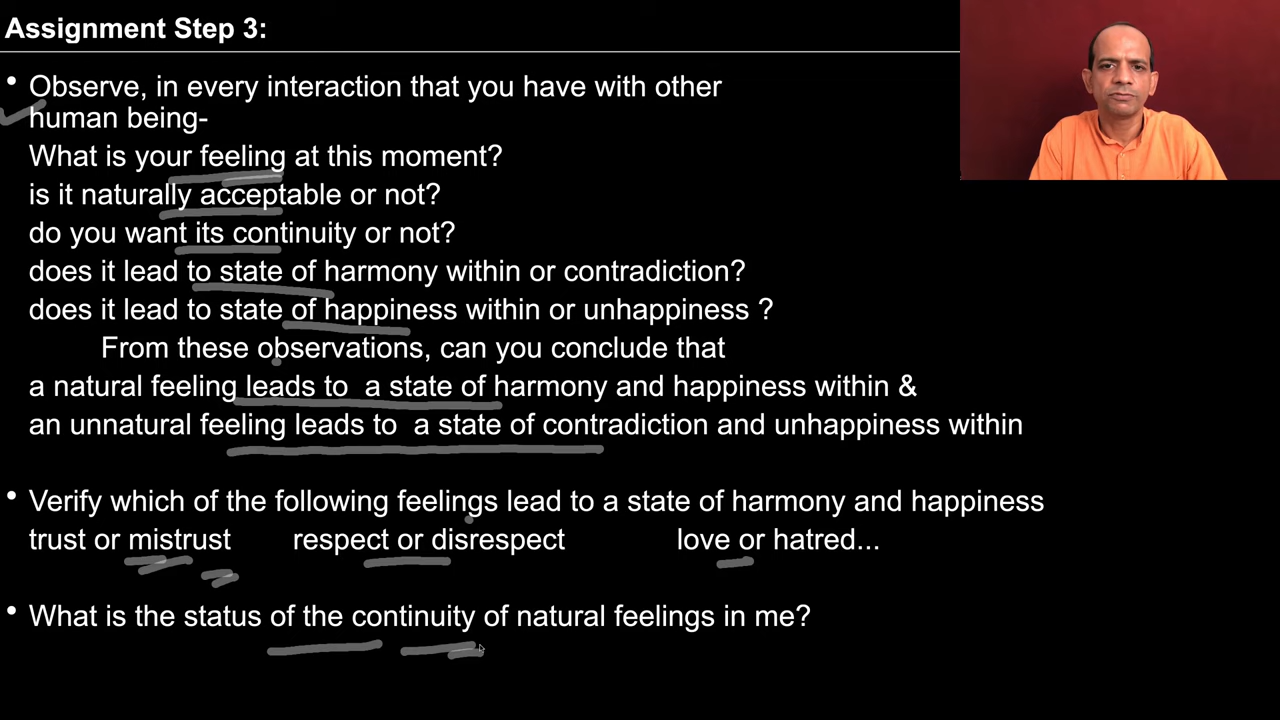 Assignment Step 3:
• Observe, in every interaction that you have with other
human being-
What is your feeling at this moment?
is it naturally acceptable or not?
do you want its continuity or not?
does it lead to state of harmony within or contradiction?
does it lead to state of happiness within or unhappiness ?
From these observations, can you conclude that
a natural feeling leads to a state of harmony and happiness within &
an unnatural feeling leads to a state of contradiction and unhappiness within
• Verify which of the following feelings lead to a state of harmony and happiness
trust or mistrust respect or disrespect love or hatred...
• What is the status of the continuity of natural feelings in me?